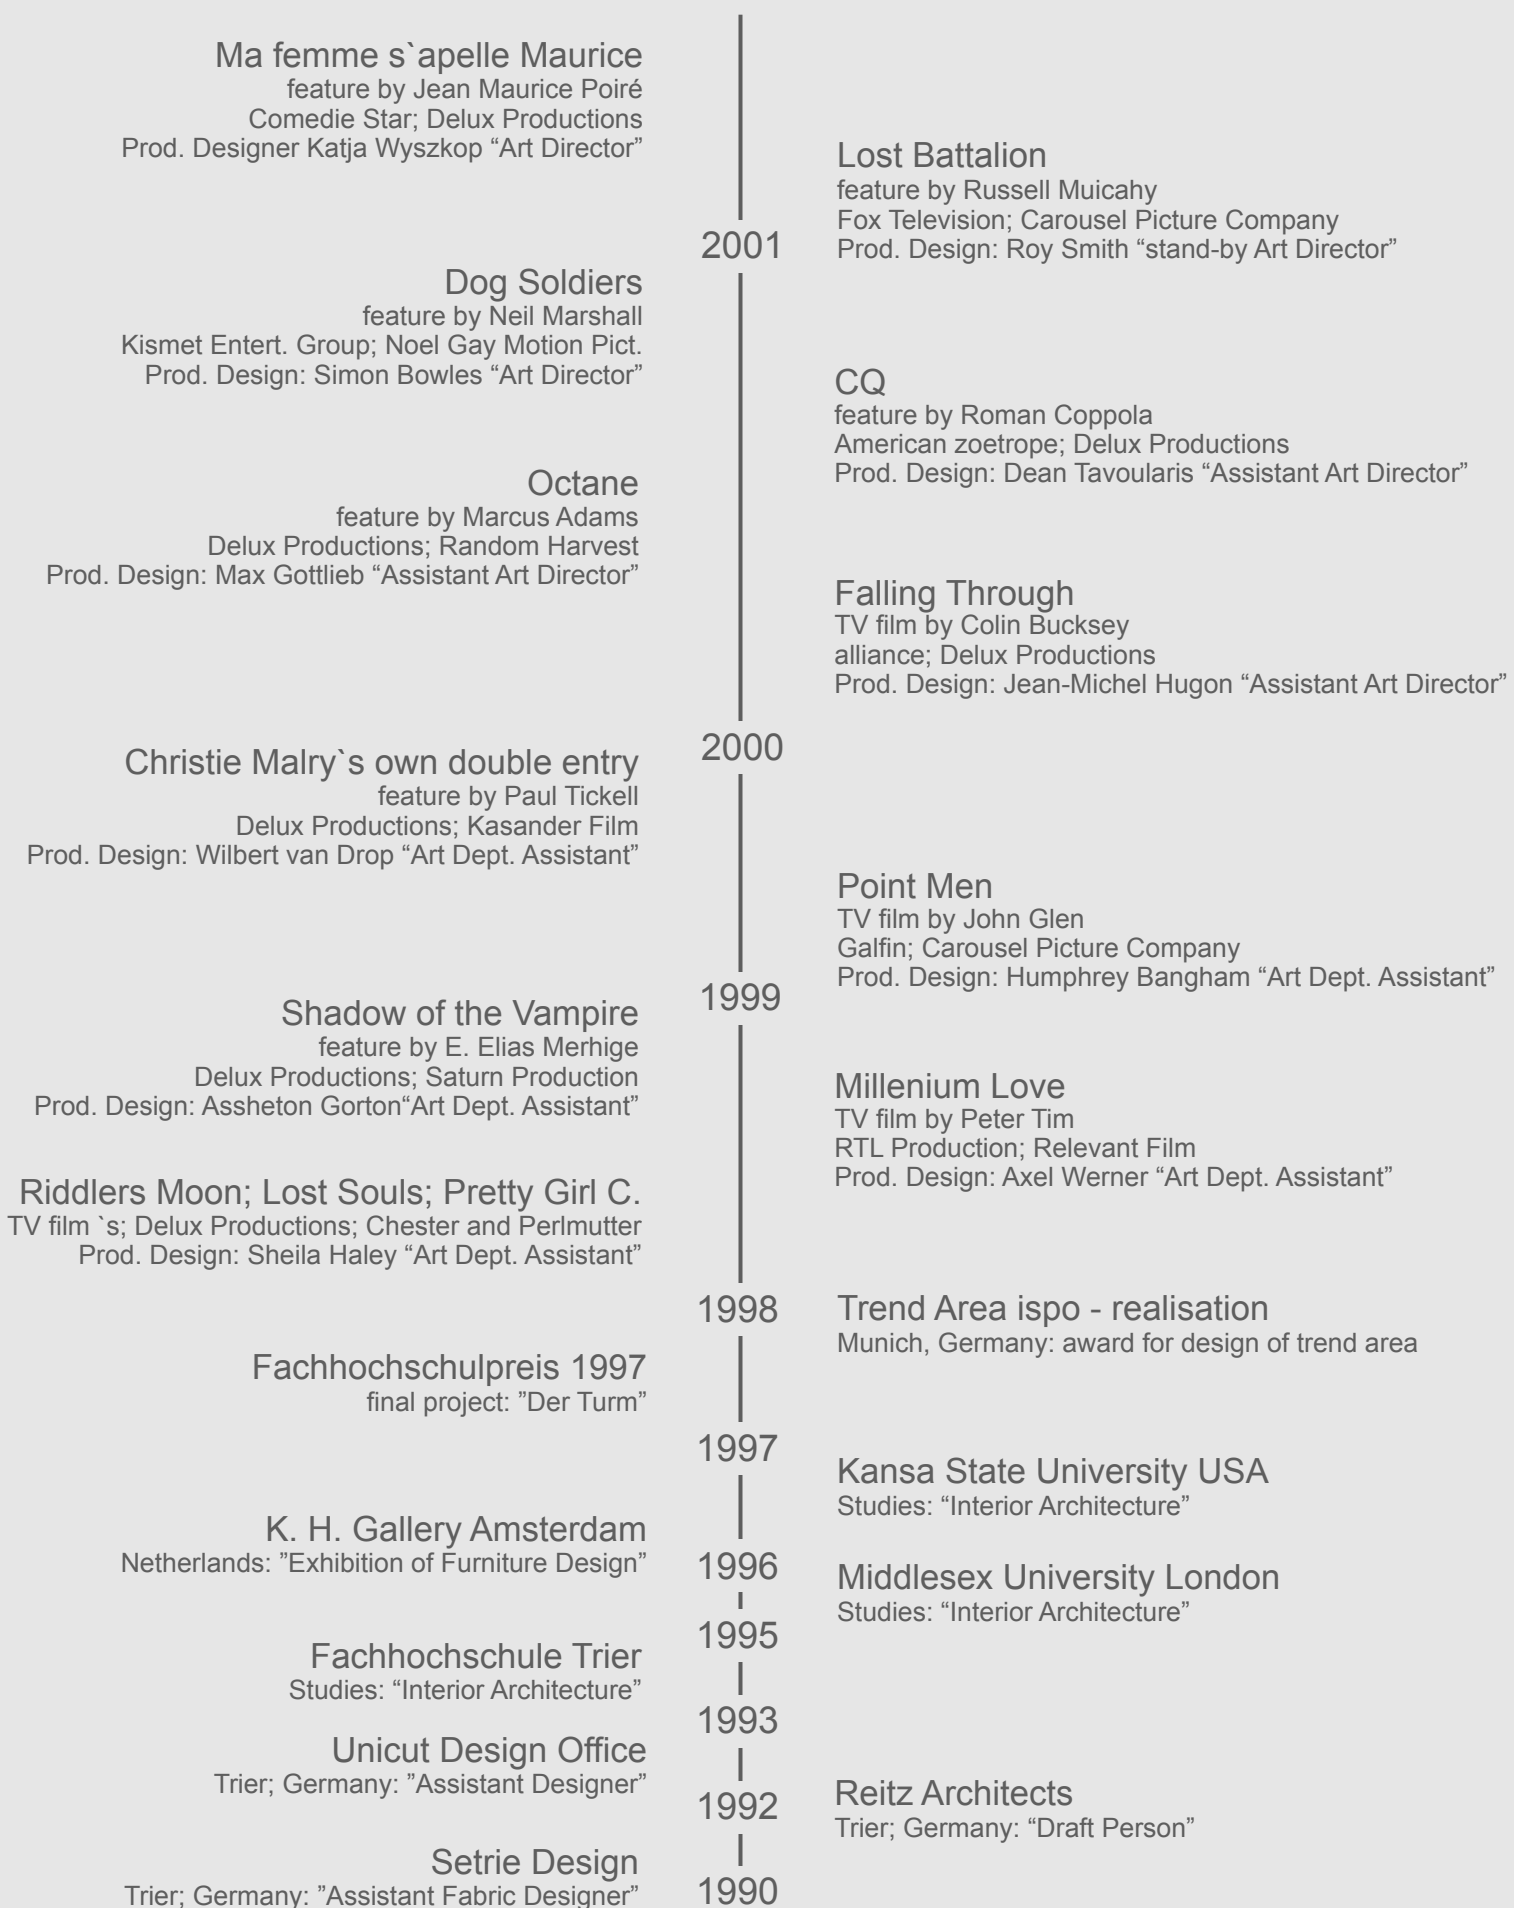 Ma femme s`apelle Maurice
feature by Jean Maurice Poiré
Comedie Star; Delux Productions
Prod. Designer Katja Wyszkop “Art Director”
Lost Battalion
feature by Russell Muicahy
Fox Television; Carousel Picture Company
Prod. Design: Roy Smith “stand-by Art Director”
2001
Dog Soldiers
feature by Neil Marshall
Kismet Entert. Group; Noel Gay Motion Pict.
Prod. Design: Simon Bowles “Art Director”
CQ
feature by Roman Coppola
American zoetrope; Delux Productions
Prod. Design: Dean Tavoularis “Assistant Art Director”
Octane
feature by Marcus Adams
Delux Productions; Random Harvest
Prod. Design: Max Gottlieb “Assistant Art Director”
Falling Through
TV film by Colin Bucksey
alliance; Delux Productions
Prod. Design: Jean-Michel Hugon “Assistant Art Director”
2000
Christie Malry`s own double entry
feature by Paul Tickell
Delux Productions; Kasander Film
Prod. Design: Wilbert van Drop “Art Dept. Assistant”
Point Men
TV film by John Glen
Galfin; Carousel Picture Company
Prod. Design: Humphrey Bangham “Art Dept. Assistant”
1999
Shadow of the Vampire
feature by E. Elias Merhige
Delux Productions; Saturn Production
Prod. Design: Assheton Gorton“Art Dept. Assistant”
Millenium Love
TV film by Peter Tim
RTL Production; Relevant Film
Prod. Design: Axel Werner “Art Dept. Assistant”
Riddlers Moon; Lost Souls; Pretty Girl C.
TV film `s; Delux Productions; Chester and Perlmutter
Prod. Design: Sheila Haley “Art Dept. Assistant”
1998
Trend Area ispo - realisation
Munich, Germany: award for design of trend area
Fachhochschulpreis 1997
final project: ”Der Turm”
1997
Kansa State University USA
Studies: “Interior Architecture”
K. H. Gallery Amsterdam
Netherlands: ”Exhibition of Furniture Design”
1996
Middlesex University London
Studies: “Interior Architecture”
1995
Fachhochschule Trier
Studies: “Interior Architecture”
1993
Unicut Design Office
Trier; Germany: ”Assistant Designer”
1992
Reitz Architects
Trier; Germany: “Draft Person”
Setrie Design
Trier; Germany: ”Assistant Fabric Designer”
1990